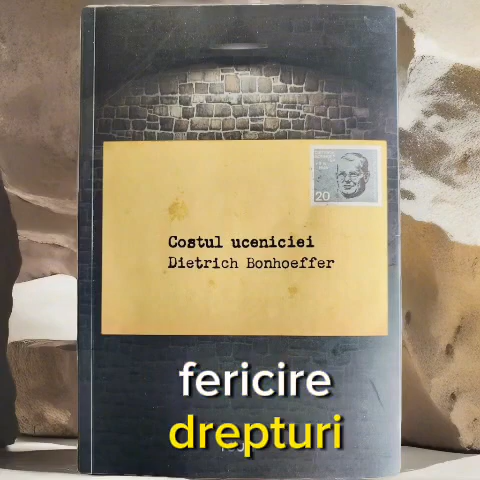 20
Costul uceniciei
Dietrich Bonhoeffer
fericire
drepturi